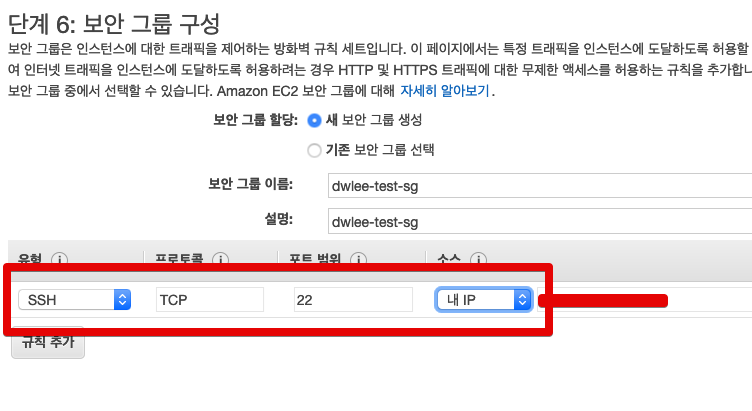 단계 6: 보안 그룹 구성
보안 그룹은 인스턴스에 대한 트래픽을 제어하는 방화벽 규칙 세트입니다. 이 페이지에서는 특정 트래픽을 인스턴스에 도달하도록 허용할
여 인터넷 트래픽을 인스턴스에 도달하도록 허용하려는 경우 HTTP 및 HTTPS 트래픽에 대한 무제한 액세스를 허용하는 규칙을 추가합니
보안 그룹 중에서 선택할 수 있습니다. Amazon EC2 보안 그룹에 대해 자세히 알아보기.
보안 그룹 할당: 새 보안 그룹 생성
기존 보안 그룹 선택
보안 그룹 이름: dwlee-test-sg
설명: dwlee-test-sg
유형 i 프로토콜 i 포트 범위 i 소스 i
SSH TCP 22 내 IP
규칙 추가